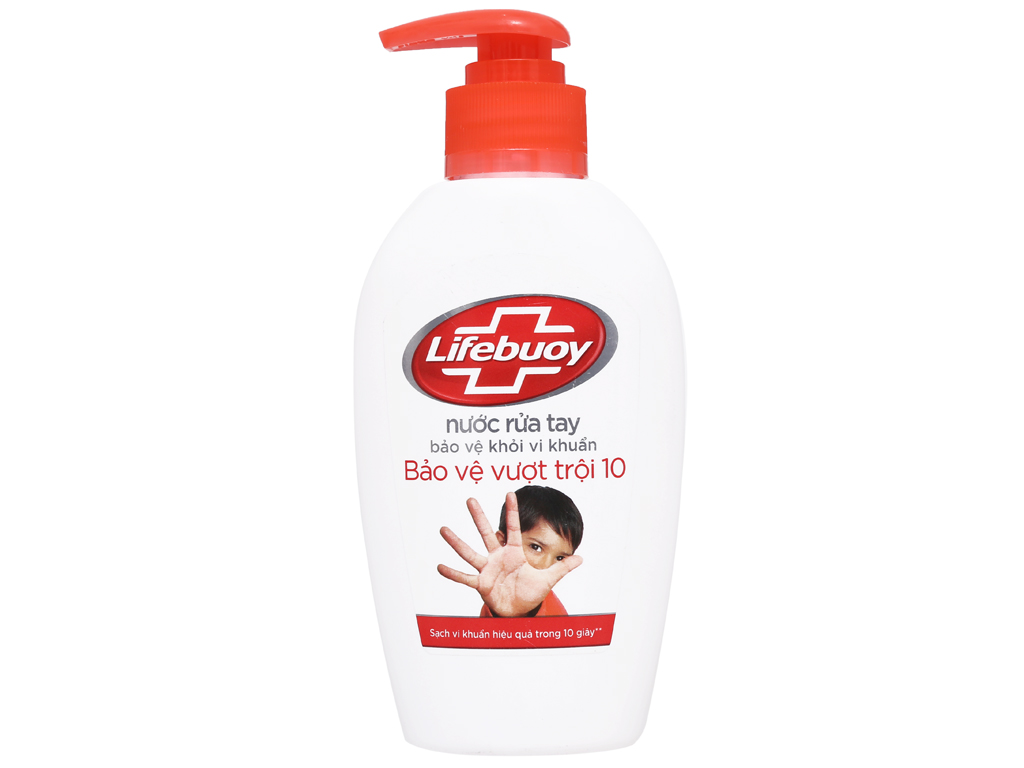 Lifebuoy
nước rửa tay
bảo vệ khỏi vi khuẩn
Bảo vệ vượt trội 10
Sạch vi khuẩn hiệu quả trong 10 giây**